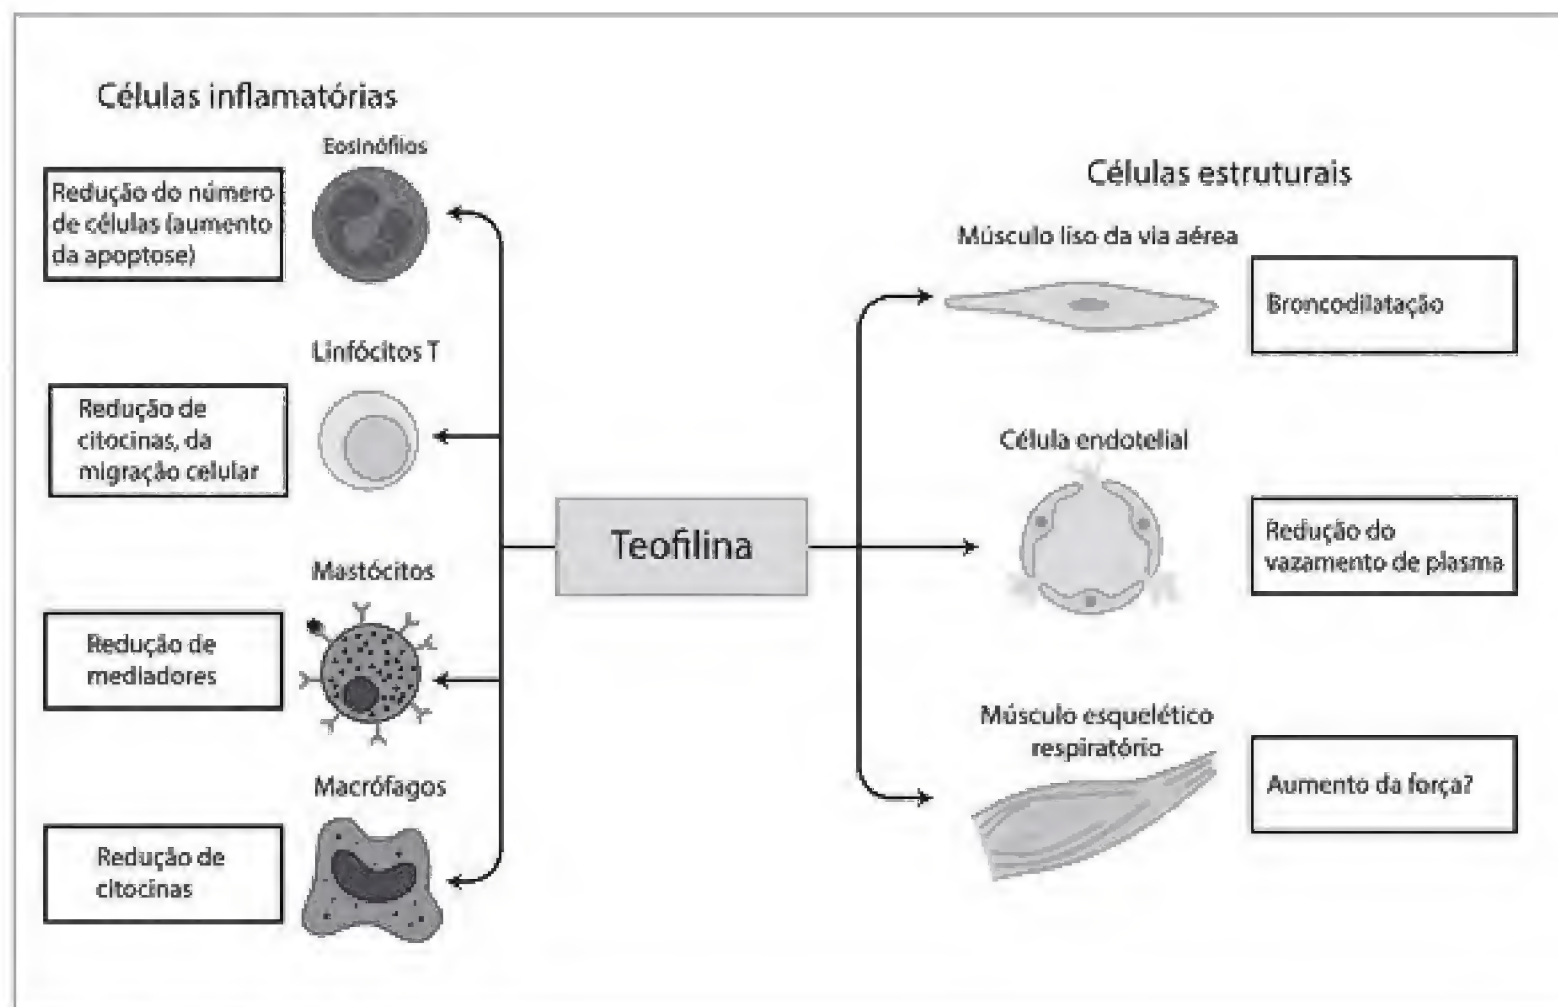 Células inflamatórias
Eosinófilos
Redução do número
de células (aumento
da apoptose)
Linfócitos T
Redução de
citocinas, da
migração celular
Mastócitos
Redução de
mediadores
Macrófagos
Redução de
citocinas
Teofilina
Células estruturais
Músculo liso da via aérea
Broncodilatação
Célula endotelial
Redução do
vazamento de plasma
Músculo esquelético
respiratório
Aumento da força?